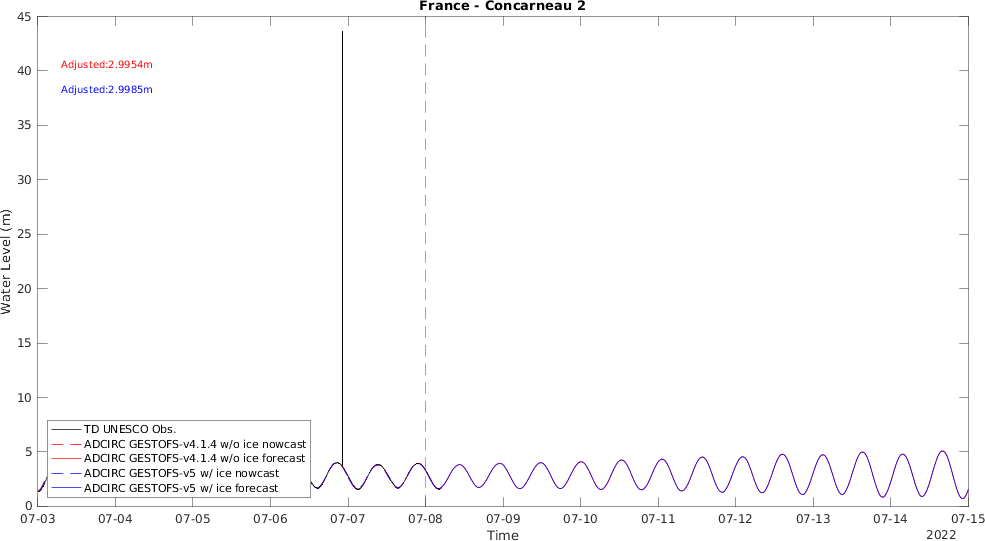 France - Concarneau 2
45
40
35
30
25
20
15
10
5
0
Water Level (m)
Adjusted:2.9954m
Adjusted:2.9985m
TD UNESCO Obs.
ADCIRC GESTOFS-v4.1.4 w/o ice nowcast
ADCIRC GESTOFS-v4.1.4 w/o ice forecast
ADCIRC GESTOFS-v5 w/ ice nowcast
ADCIRC GESTOFS-v5 w/ ice forecast
07-03 07-04 07-05 07-06 07-07 07-08 07-09 07-10 07-11 07-12 07-13 07-14 07-15
Time
2022